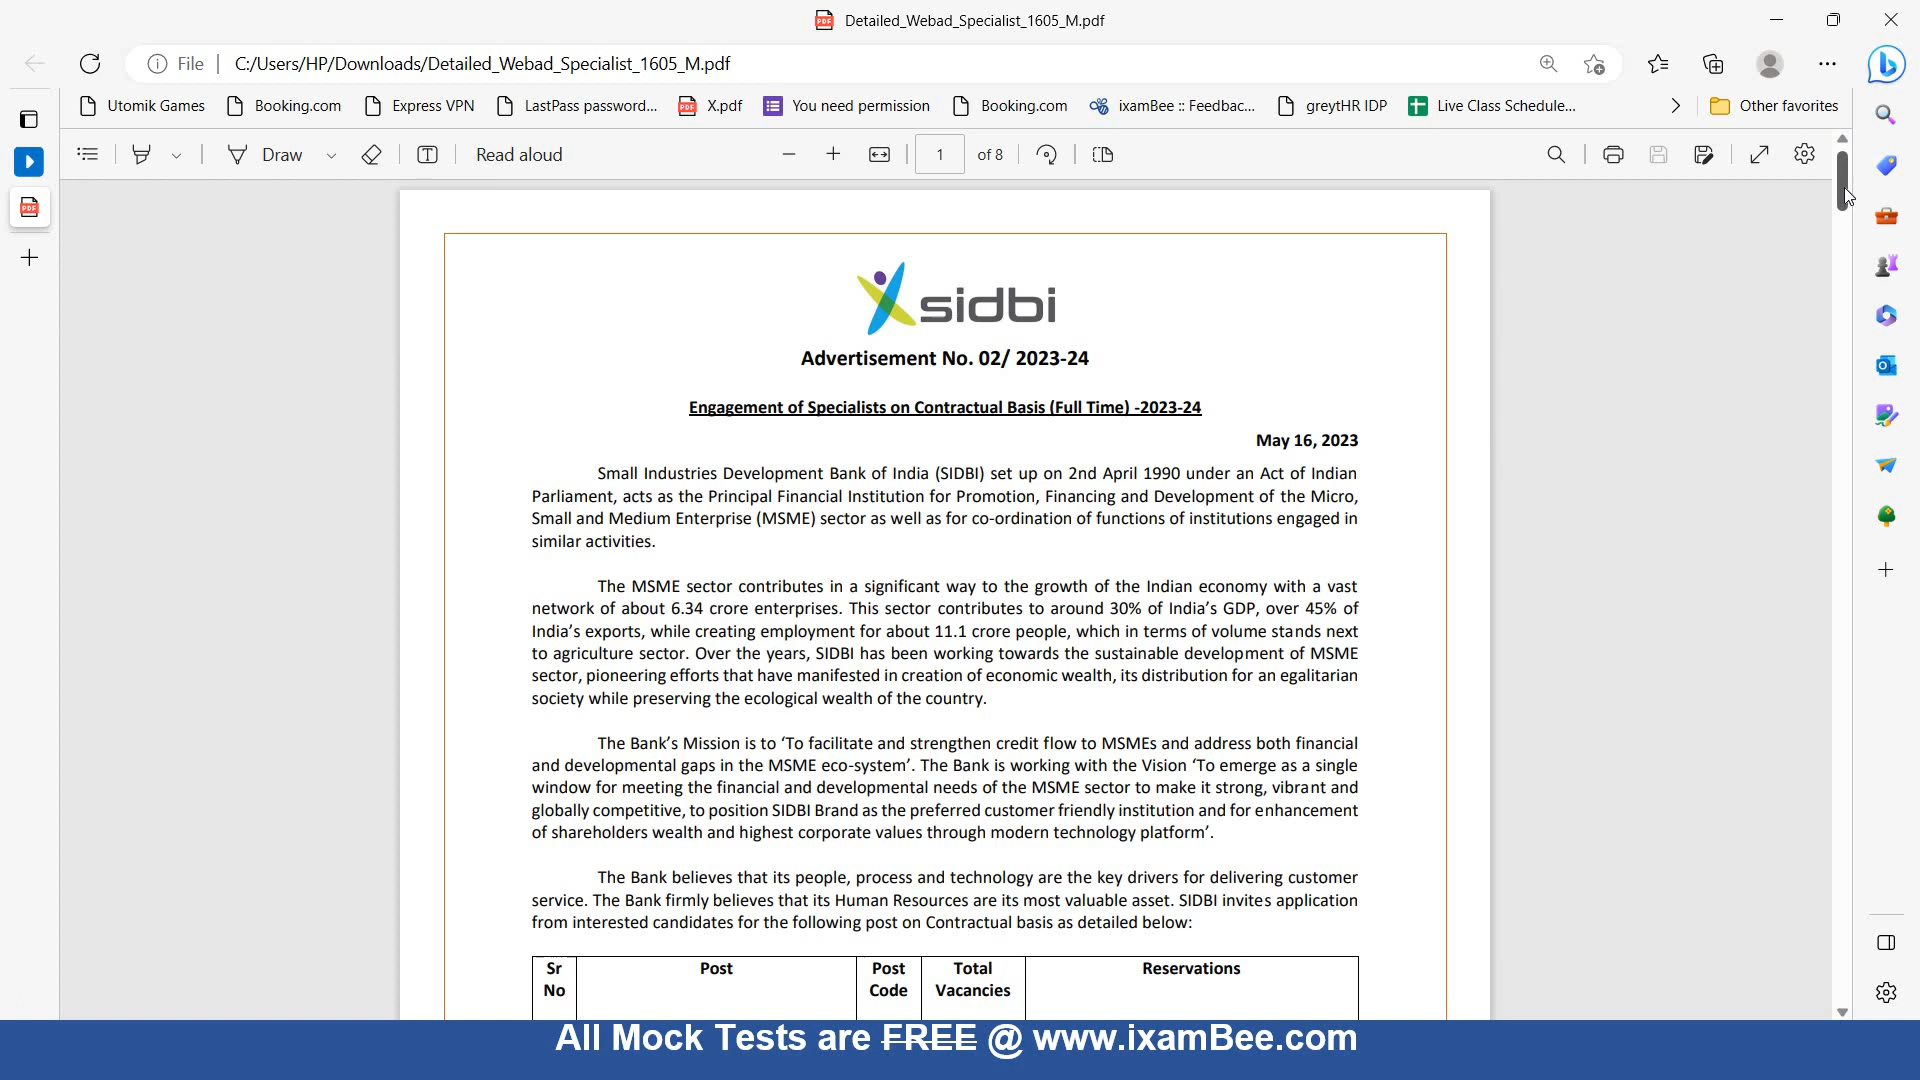 Detailed_Webad_Specialist_1605_M.pdf
File | C:/Users/HP/Downloads/Detailed_Webad_Specialist_1605_M.pdf
Utomik Games Booking.com Express VPN LastPass password... X.pdf You need permission Booking.com ixamBee :: Feedbac... greytHR IDP Live Class Schedule... Other favorites
Draw Read aloud 1 of 8
sidbi
Advertisement No. 02/ 2023-24
Engagement of Specialists on Contractual Basis (Full Time) -2023-24
May 16, 2023
Small Industries Development Bank of India (SIDBI) set up on 2nd April 1990 under an Act of Indian
Parliament, acts as the Principal Financial Institution for Promotion, Financing and Development of the Micro,
Small and Medium Enterprise (MSME) sector as well as for co-ordination of functions of institutions engaged in
similar activities.
The MSME sector contributes in a significant way to the growth of the Indian economy with a vast
network of about 6.34 crore enterprises. This sector contributes to around 30% of India’s GDP, over 45% of
India’s exports, while creating employment for about 11.1 crore people, which in terms of volume stands next
to agriculture sector. Over the years, SIDBI has been working towards the sustainable development of MSME
sector, pioneering efforts that have manifested in creation of economic wealth, its distribution for an egalitarian
society while preserving the ecological wealth of the country.
The Bank’s Mission is to ‘To facilitate and strengthen credit flow to MSMEs and address both financial
and developmental gaps in the MSME eco-system’. The Bank is working with the Vision ‘To emerge as a single
window for meeting the financial and developmental needs of the MSME sector to make it strong, vibrant and
globally competitive, to position SIDBI Brand as the preferred customer friendly institution and for enhancement
of shareholders wealth and highest corporate values through modern technology platform’.
The Bank believes that its people, process and technology are the key drivers for delivering customer
service. The Bank firmly believes that its Human Resources are its most valuable asset. SIDBI invites application
from interested candidates for the following post on Contractual basis as detailed below:
Sr Post Post Total Reservations
No Code Vacancies
All Mock Tests are FREE @ www.ixamBee.com